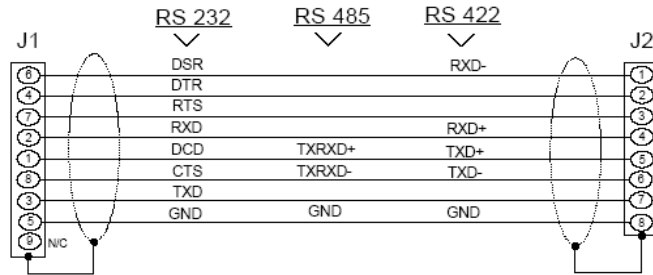 RS 232 RS 485 RS 422
J1 J2
6 DSR RXD- 1
4 DTR 2
7 RTS 3
2 RXD RXD+ 4
1 DCD TXRXD+ TXD+ 5
8 CTS TXRXD- TXD- 6
3 TXD 7
5 GND GND GND 8
9 N/C